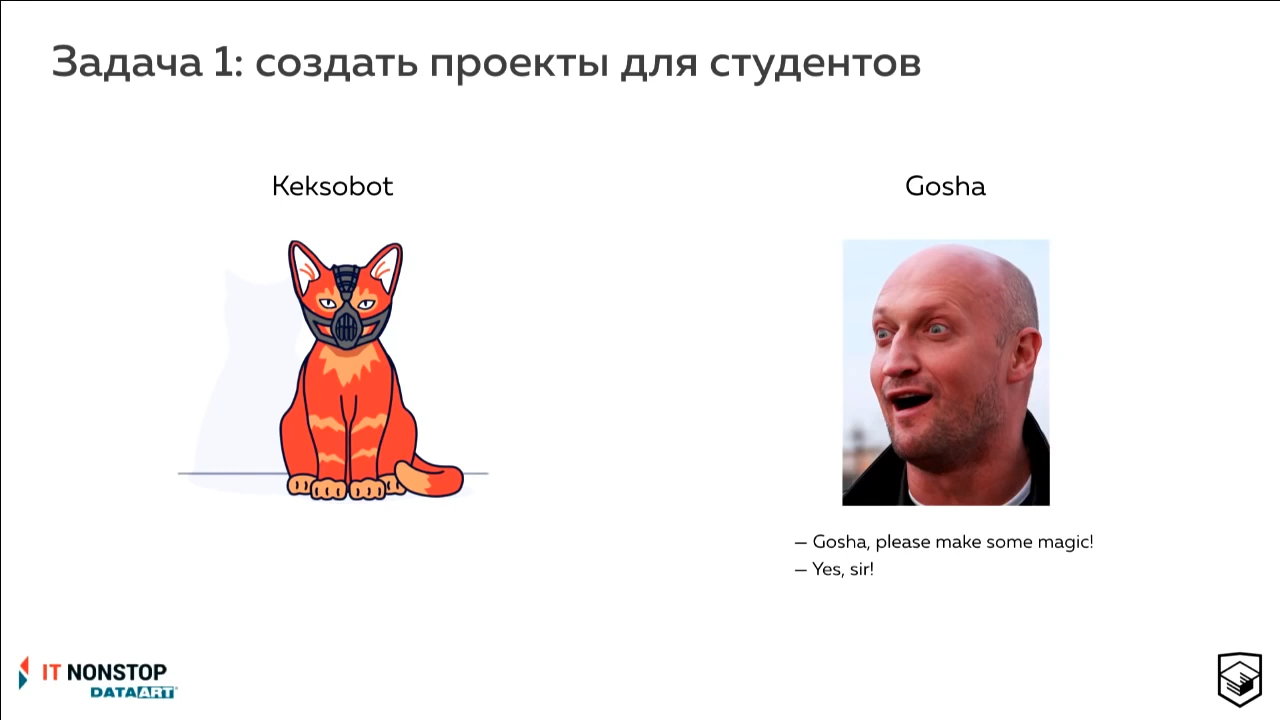 Задача 1: создать проекты для студентов
Keksobot
Gosha
— Gosha, please make some magic!
— Yes, sir!
IT NONSTOP
DATAART